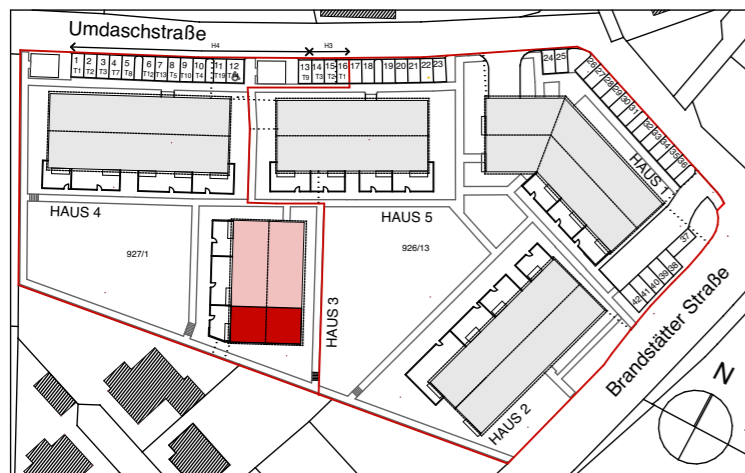 Umdaschstraße
H4
H3
1 2 3 4 5 6 7 8 9 10 11 12
T1 T2 T3 T4 T7 T8 T12 T13 T5 T10 T4 T19
13 14 15 16 17 18 19 20 21 22 23
T9 T3 T2 T1
24 25
26 27 28 29 30 31 32 33 34 35 36
HAUS 1
HAUS 4
HAUS 5
927/1
926/13
HAUS 3
37
38
39
40
41
42
Brandstätter Straße
HAUS 2
N